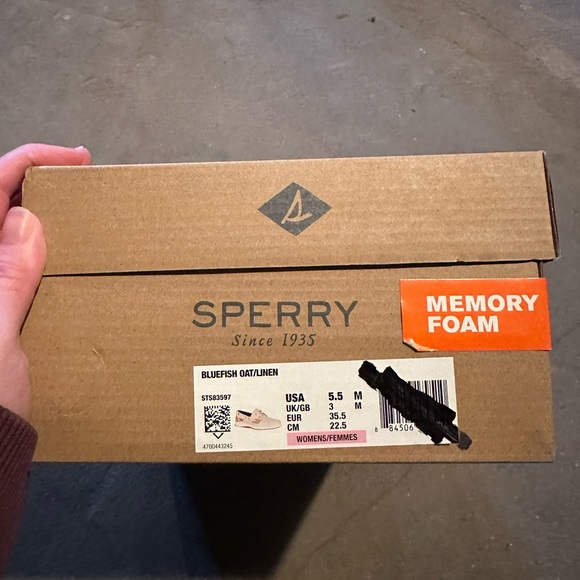 SPERRY
Since 1935
MEMORY
FOAM
BLUEFISH OAT/LINEN
STS83597
4700443245
USA 5.5 M
UK/GB 3 M
EUR 35.5
CM 22.5
WOMENS/FEMMES
8 84506